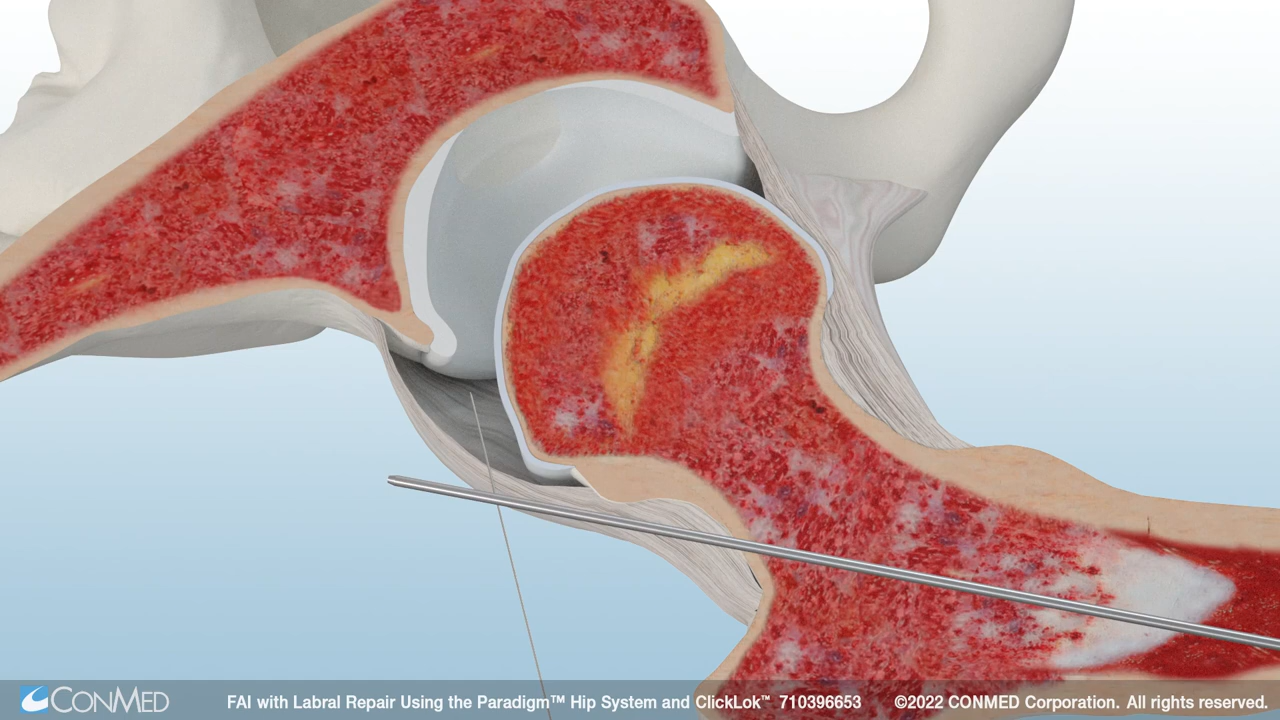 CONMED FAI with Labral Repair Using the Paradigm™ Hip System and ClickLok™ 710396653 ©2022 CONMED Corporation. All rights reserved.